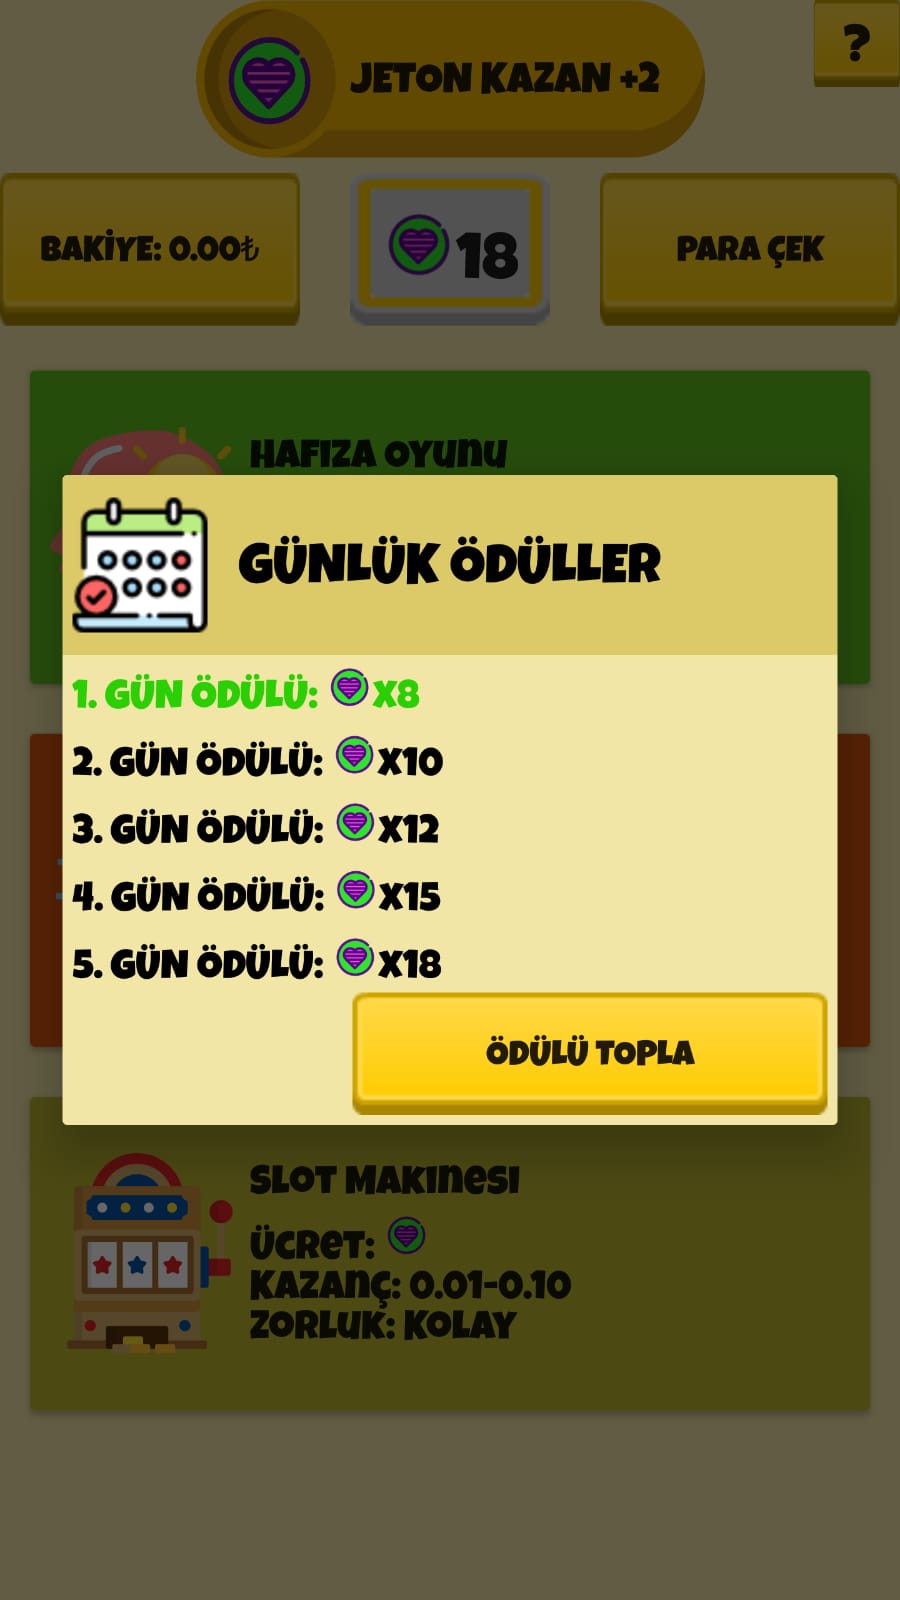 JETON KAZAN +2
?
BAKİYE: 0.00₺
18
PARA ÇEK
HAFIZA OYUNU
GÜNLÜK ÖDÜLLER
1. GÜN ÖDÜLÜ: X8
2. GÜN ÖDÜLÜ: X10
3. GÜN ÖDÜLÜ: X12
4. GÜN ÖDÜLÜ: X15
5. GÜN ÖDÜLÜ: X18
ÖDÜLÜ TOPLA
SLOT MAKINESI
ÜCRET:
KAZANÇ: 0.01-0.10
ZORLUK: KOLAY